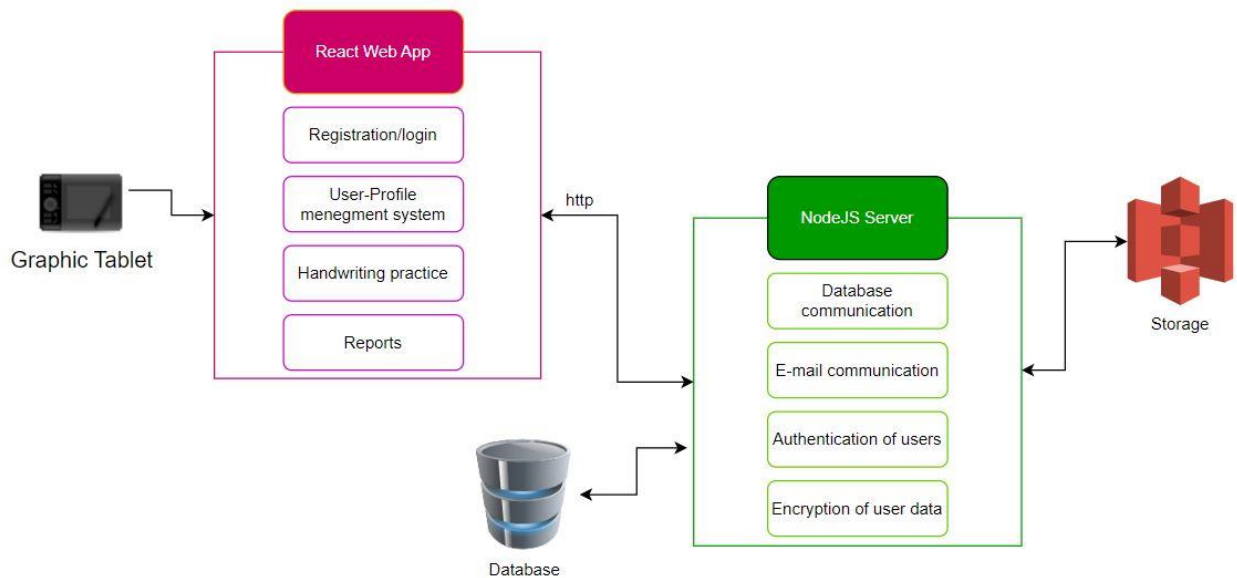 React Web App
Registration/login
User-Profile
menegment system
Handwriting practice
Reports
Graphic Tablet
http
NodeJS Server
Database
communication
E-mail communication
Authentication of users
Encryption of user data
Storage
Database